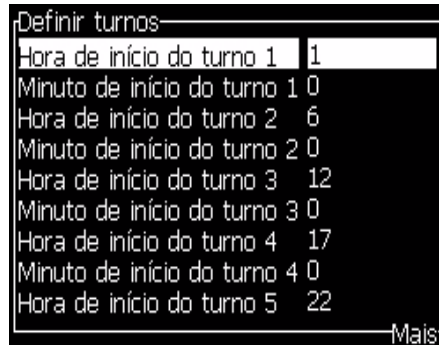 Definir turnos
Hora de início do turno 1 1
Minuto de início do turno 1 0
Hora de início do turno 2 6
Minuto de início do turno 2 0
Hora de início do turno 3 12
Minuto de início do turno 3 0
Hora de início do turno 4 17
Minuto de início do turno 4 0
Hora de início do turno 5 22
Mais